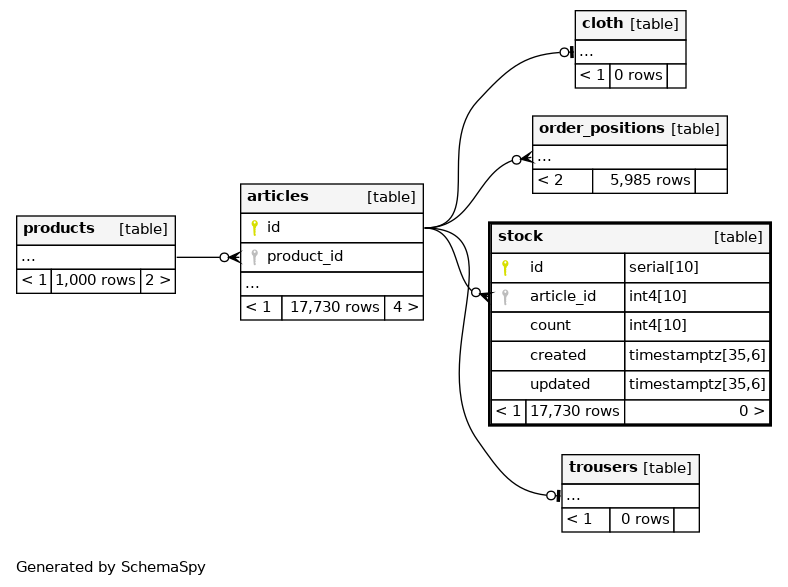 cloth [table]
...
< 1 0 rows
order_positions [table]
...
< 2 5,985 rows
articles [table]
id
product_id
...
< 1 17,730 rows 4 >
products [table]
...
< 1 1,000 rows 2 >
stock [table]
id serial[10]
article_id int4[10]
count int4[10]
created timestamptz[35,6]
updated timestamptz[35,6]
< 1 17,730 rows 0 >
trousers [table]
...
< 1 0 rows
Generated by SchemaSpy